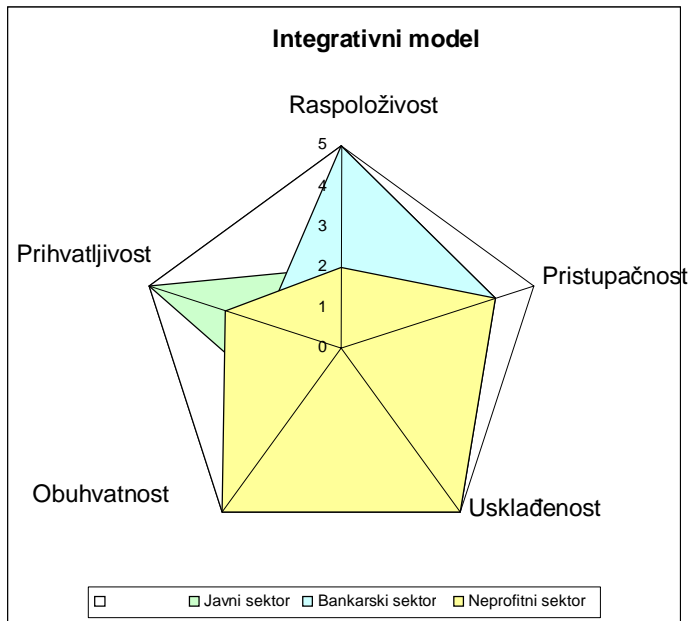 Integrativni model
Raspoloživost
5
4
3
2
1
0
Prihvatljivost
Pristupačnost
Obuhvatnost
Usklađenost
Javni sektor
Bankarski sektor
Neprofitni sektor